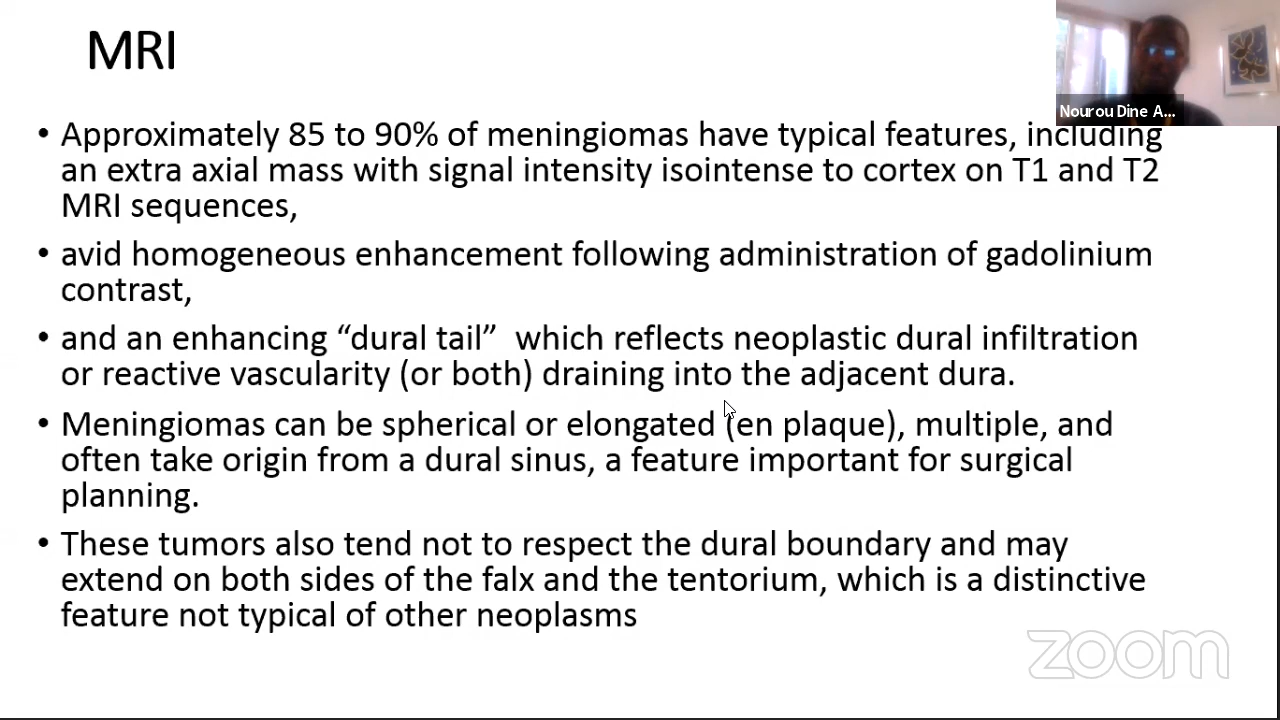 MRI
Nourou Dine A...
• Approximately 85 to 90% of meningiomas have typical features, including
an extra axial mass with signal intensity isointense to cortex on T1 and T2
MRI sequences,
• avid homogeneous enhancement following administration of gadolinium
contrast,
• and an enhancing “dural tail” which reflects neoplastic dural infiltration
or reactive vascularity (or both) draining into the adjacent dura.
• Meningiomas can be spherical or elongated (en plaque), multiple, and
often take origin from a dural sinus, a feature important for surgical
planning.
• These tumors also tend not to respect the dural boundary and may
extend on both sides of the falx and the tentorium, which is a distinctive
feature not typical of other neoplasms
zoom